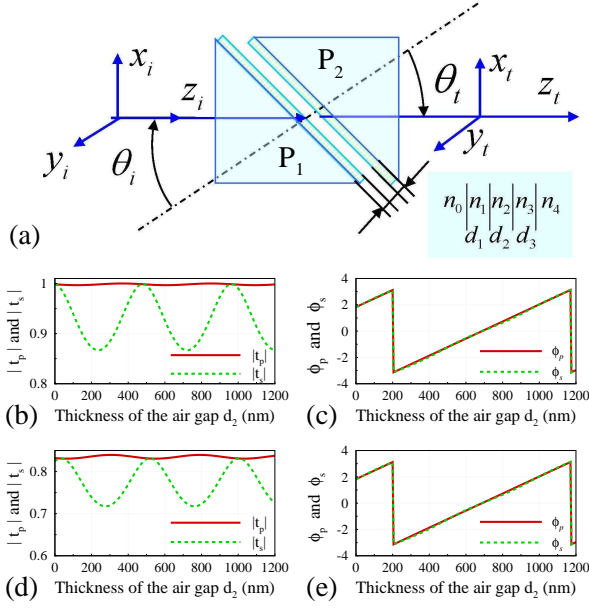 x_i
z_i
y_i
θ_i
P_1
P_2
θ_t
x_t
z_t
y_t
n_0 | n_1 | n_2 | n_3 | n_4
d_1 d_2 d_3
(a)
| t_p | and | t_s |
1
0.9
0.8
|t_p|
|t_s|
0 200 400 600 800 1000 1200
(b) Thickness of the air gap d_2 (nm)
ϕ_p and ϕ_s
4
2
0
-2
-4
ϕ_p
ϕ_s
0 200 400 600 800 1000 1200
(c) Thickness of the air gap d_2 (nm)
| t_p | and | t_s |
0.8
0.7
0.6
|t_p|
|t_s|
0 200 400 600 800 1000 1200
(d) Thickness of the air gap d_2 (nm)
ϕ_p and ϕ_s
4
2
0
-2
-4
ϕ_p
ϕ_s
0 200 400 600 800 1000 1200
(e) Thickness of the air gap d_2 (nm)